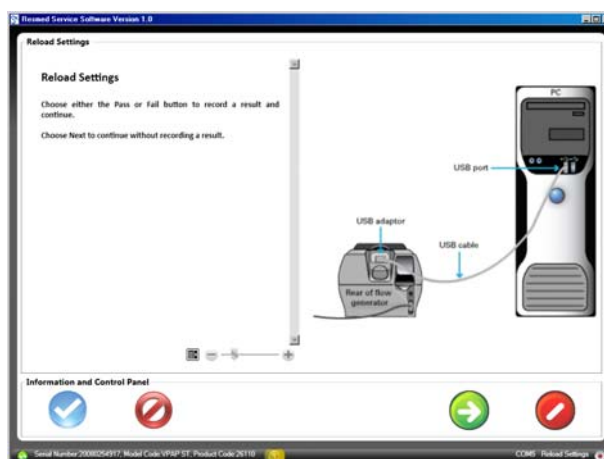 Resmed Service Software Version 1.0
Reload Settings
Reload Settings
Choose either the Pass or Fail button to record a result and
continue.
Choose Next to continue without recording a result.
PC
USB port
USB adaptor
USB cable
Rear of flow
generator
Information and Control Panel
Serial Number:20080254917, Model Code:VPAP ST, Product Code:26110
COM5 Reload Settings